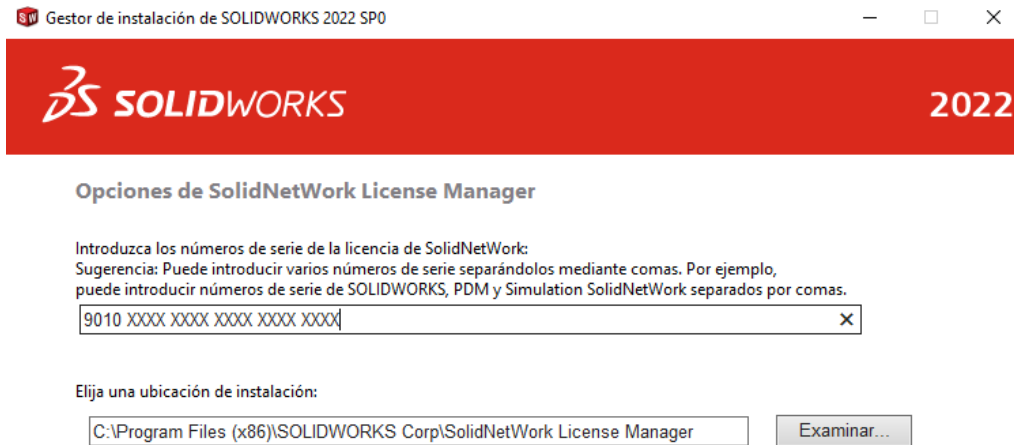 SW Gestor de instalación de SOLIDWORKS 2022 SP0
3S SOLIDWORKS 2022
Opciones de SolidNetWork License Manager
Introduzca los números de serie de la licencia de SolidNetWork:
Sugerencia: Puede introducir varios números de serie separándolos mediante comas. Por ejemplo,
puede introducir números de serie de SOLIDWORKS, PDM y Simulation SolidNetWork separados por comas.
9010 XXXX XXXX XXXX XXXX XXXX
Elija una ubicación de instalación:
C:\Program Files (x86)\SOLIDWORKS Corp\SolidNetWork License Manager Examinar...